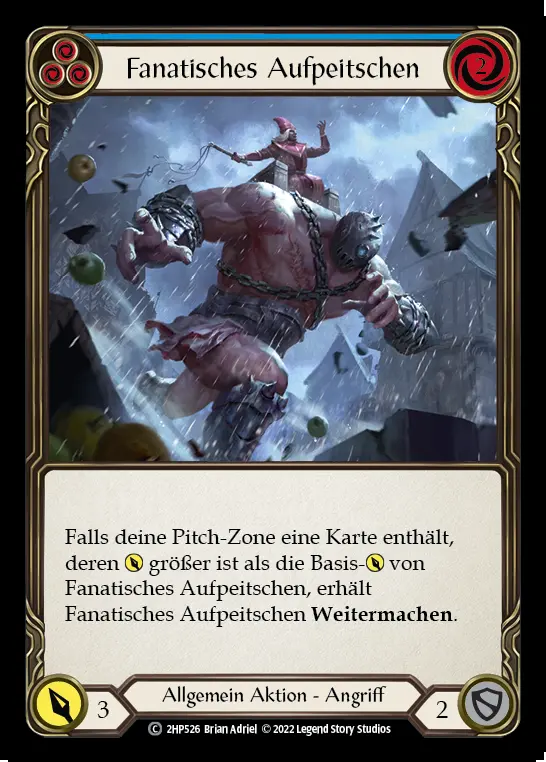 Fanatisches Aufpeitschen
2
Falls deine Pitch-Zone eine Karte enthält,
deren größer ist als die Basis- von
Fanatisches Aufpeitschen, erhält
Fanatisches Aufpeitschen Weitermachen.
3
Allgemein Aktion - Angriff
2
C 2HP526 Brian Adriel © 2022 Legend Story Studios